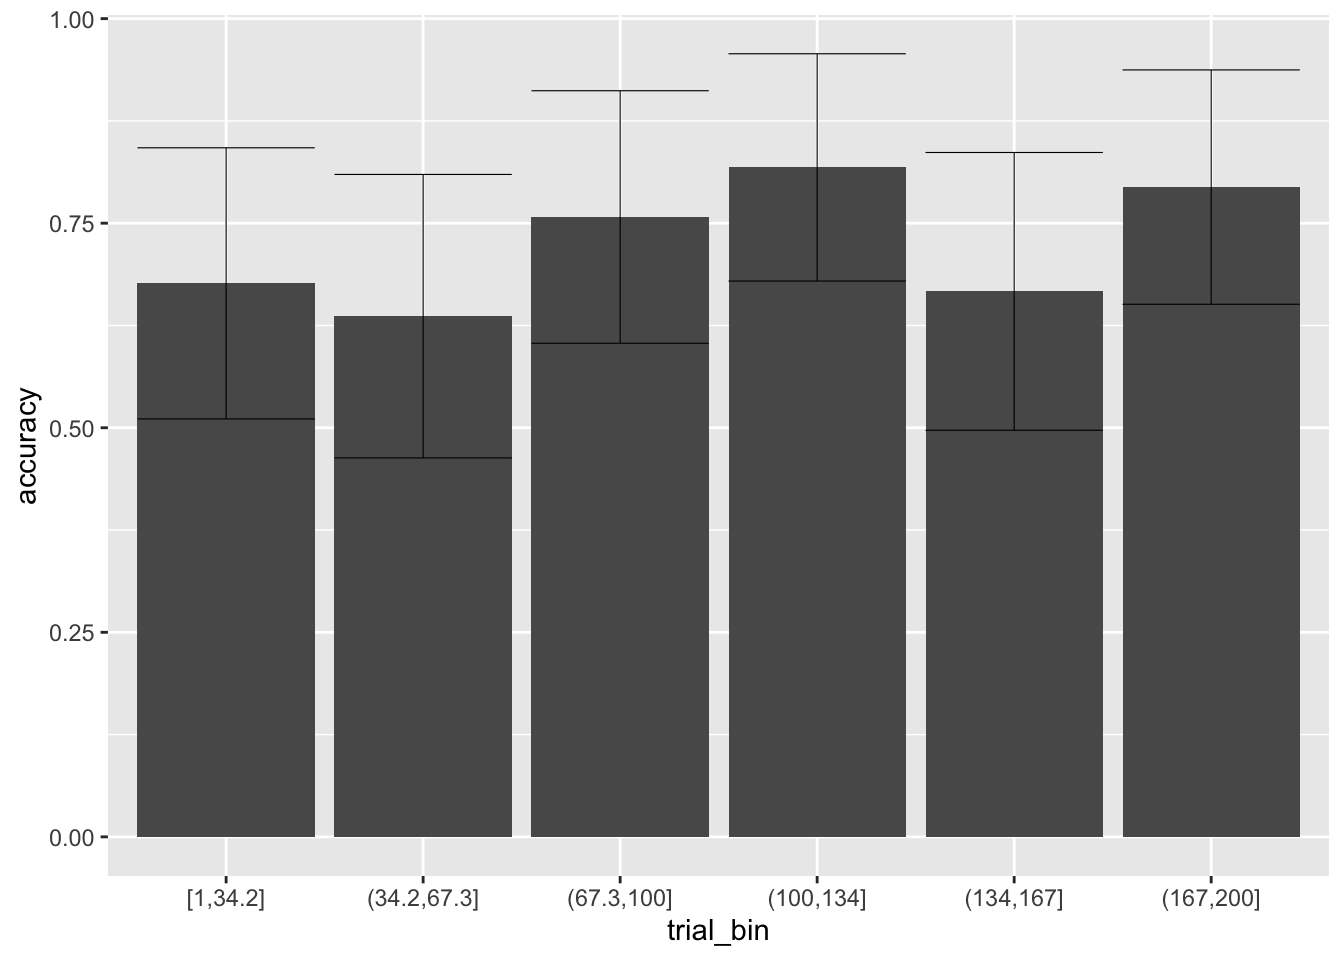 1.00
0.75
0.50
0.25
0.00
accuracy
[1,34.2] (34.2,67.3] (67.3,100] (100,134] (134,167] (167,200]
trial_bin